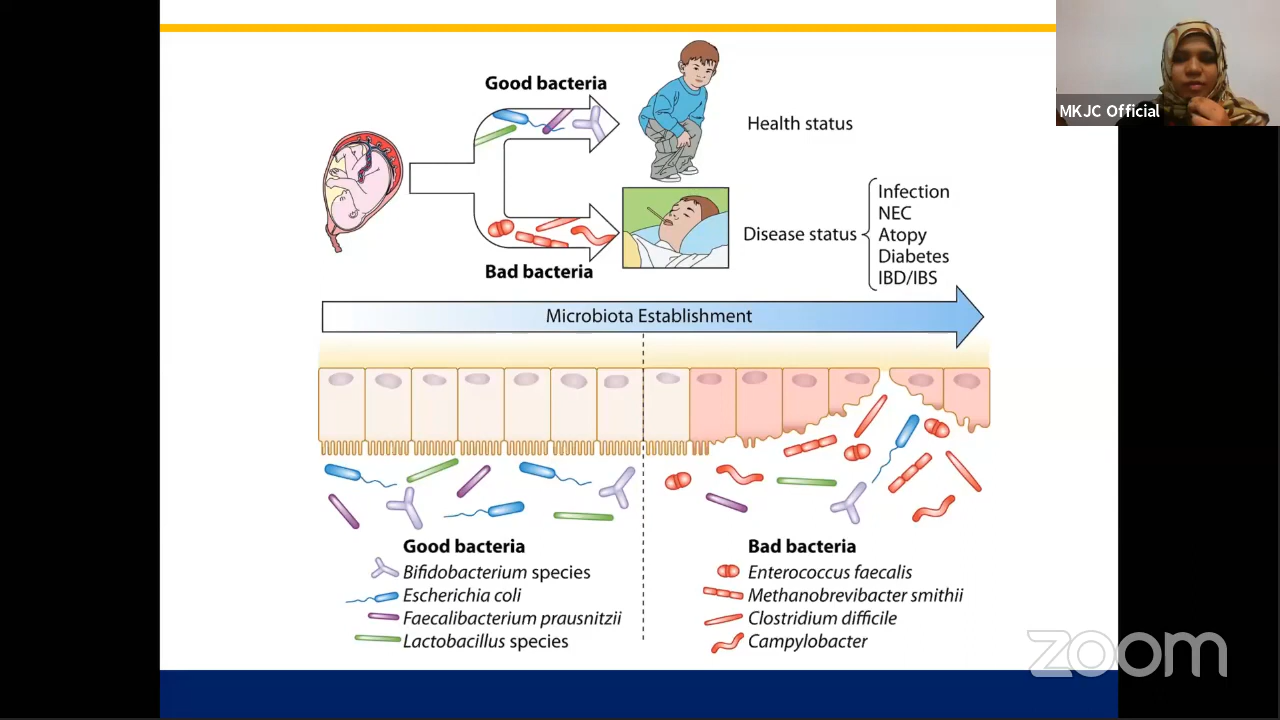 MKJC Official
Good bacteria
Health status
Infection
NEC
Atopy
Diabetes
IBD/IBS
Disease status
Bad bacteria
Microbiota Establishment
Good bacteria
Bifidobacterium species
Escherichia coli
Faecalibacterium prausnitzii
Lactobacillus species
Bad bacteria
Enterococcus faecalis
Methanobrevibacter smithii
Clostridium difficile
Campylobacter
zoom